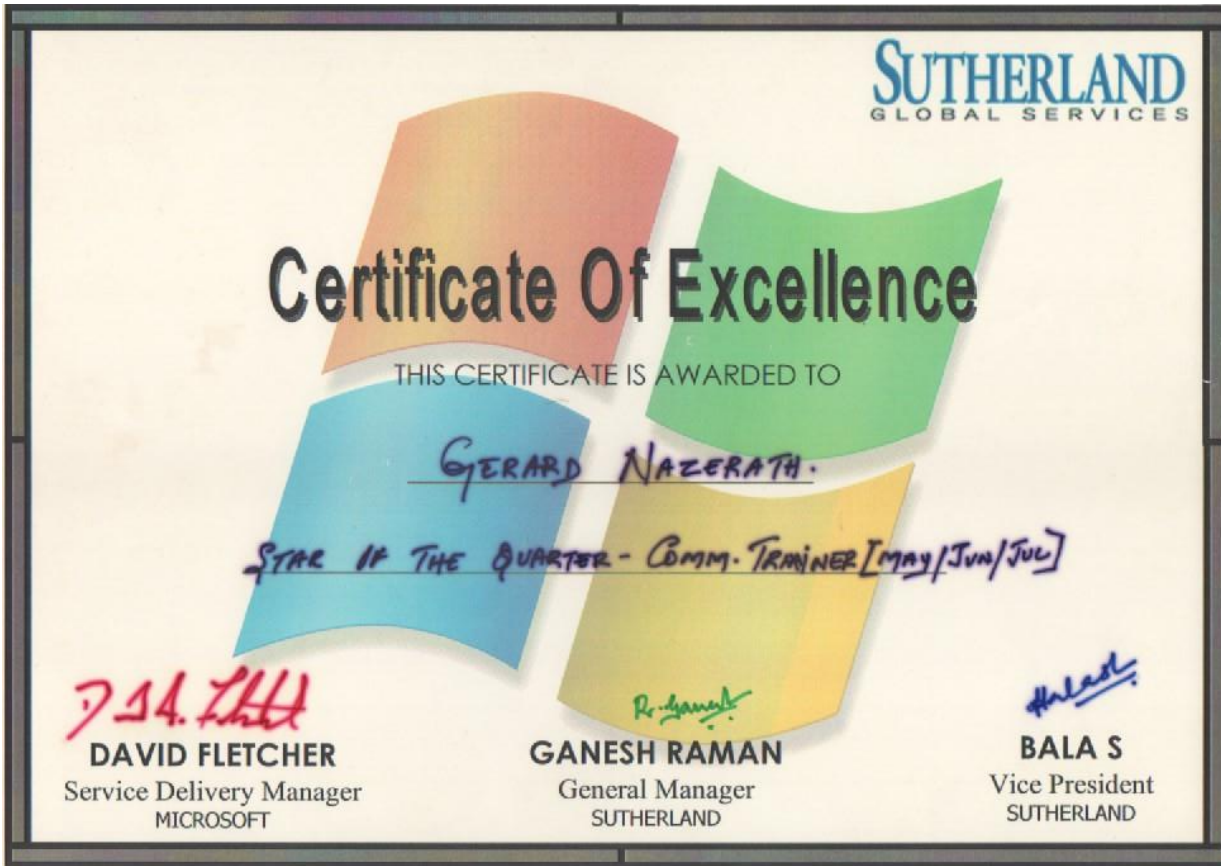 SUTHERLAND
GLOBAL SERVICES
Certificate Of Excellence
THIS CERTIFICATE IS AWARDED TO
GERARD NAZERATH.
STAR OF THE QUARTER - COMM. TRAINER [MAY/JUN/JUL]
DAVID FLETCHER
Service Delivery Manager
MICROSOFT
R. Ganesh
GANESH RAMAN
General Manager
SUTHERLAND
BALA S
Vice President
SUTHERLAND